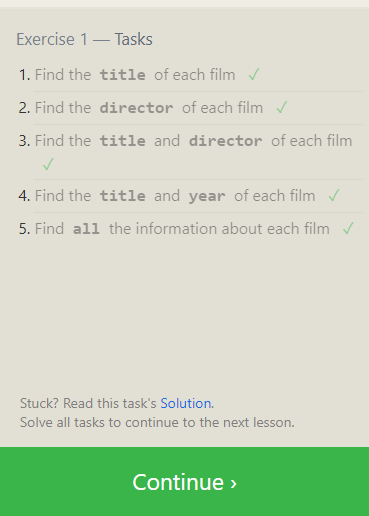 Exercise 1 — Tasks
1. Find the title of each film ✓
2. Find the director of each film ✓
3. Find the title and director of each film
✓
4. Find the title and year of each film ✓
5. Find all the information about each film ✓
Stuck? Read this task's Solution.
Solve all tasks to continue to the next lesson.
Continue ›